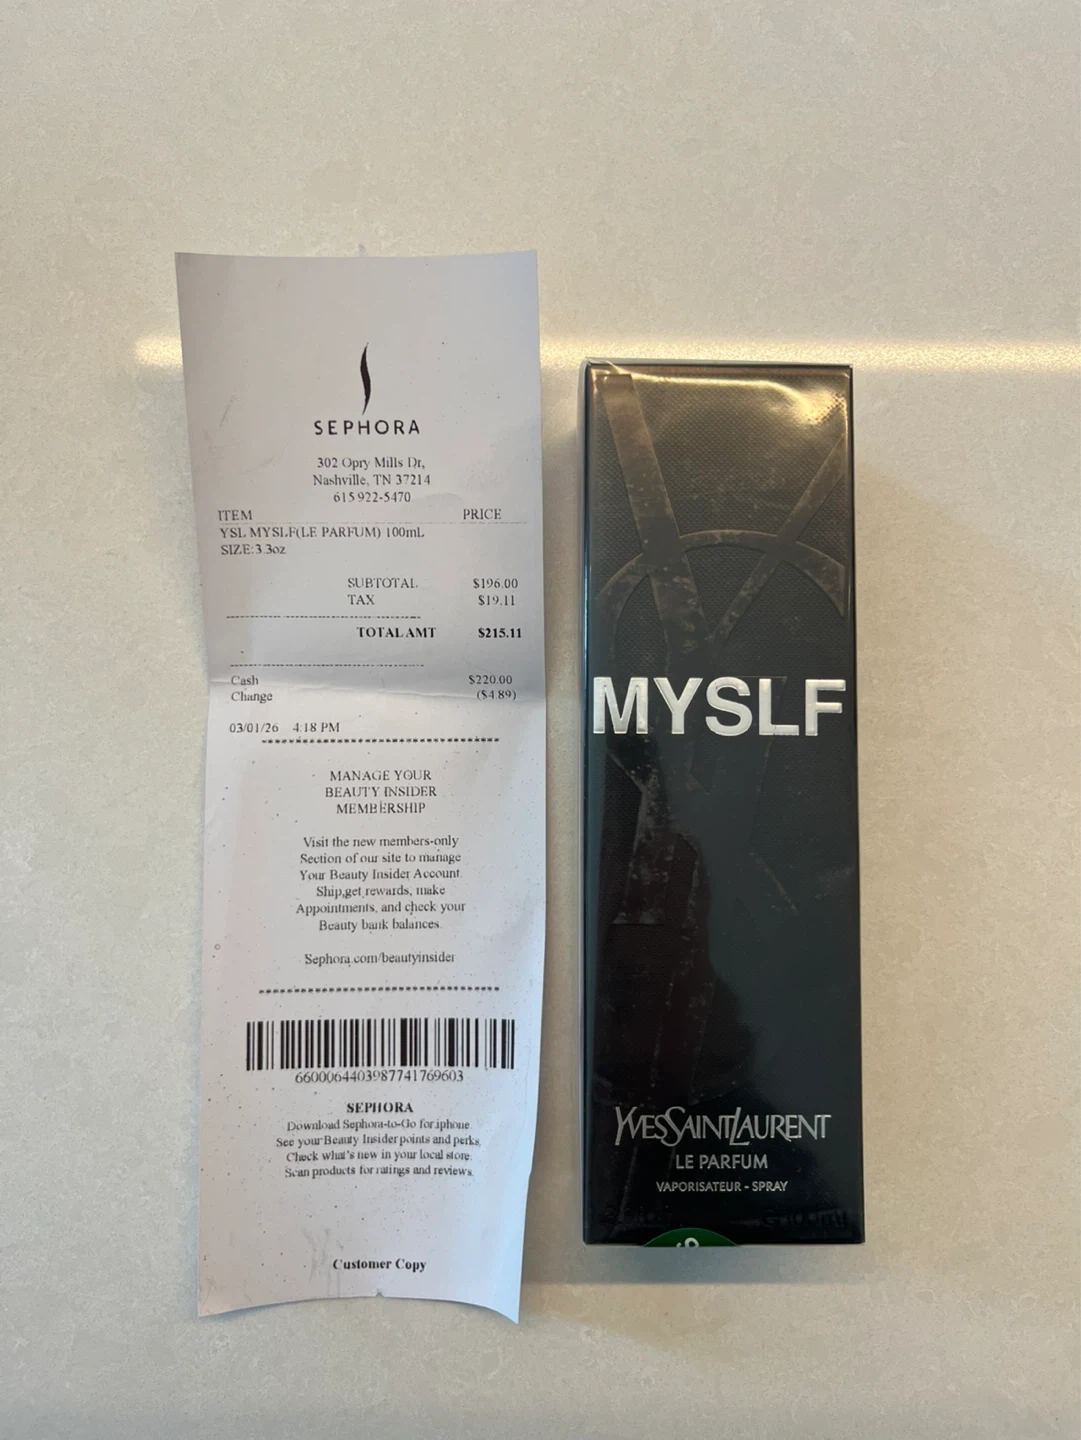 SEPHORA
302 Opry Mills Dr,
Nashville, TN 37214
615 922-5470
ITEM PRICE
YSL MYSLF(LE PARFUM) 100mL
SIZE:3.3oz
SUBTOTAL $196.00
TAX $19.11
TOTAL AMT $215.11
Cash $220.00
Change ($4.89)
03/01/26 4:18 PM
MANAGE YOUR
BEAUTY INSIDER
MEMBERSHIP
Visit the new members-only
Section of our site to manage
Your Beauty Insider Account.
Ship,get rewards, make
Appointments, and check your
Beauty bank balances.
Sephora.com/beautyinsider
6600064403987741769603
SEPHORA
Download Sephora-to-Go for iphone.
See your Beauty Insider points and perks,
Check what's new in your local store.
Scan products for ratings and reviews.
Customer Copy
MYSLF
YVESSAINTLAURENT
LE PARFUM
VAPORISATEUR - SPRAY